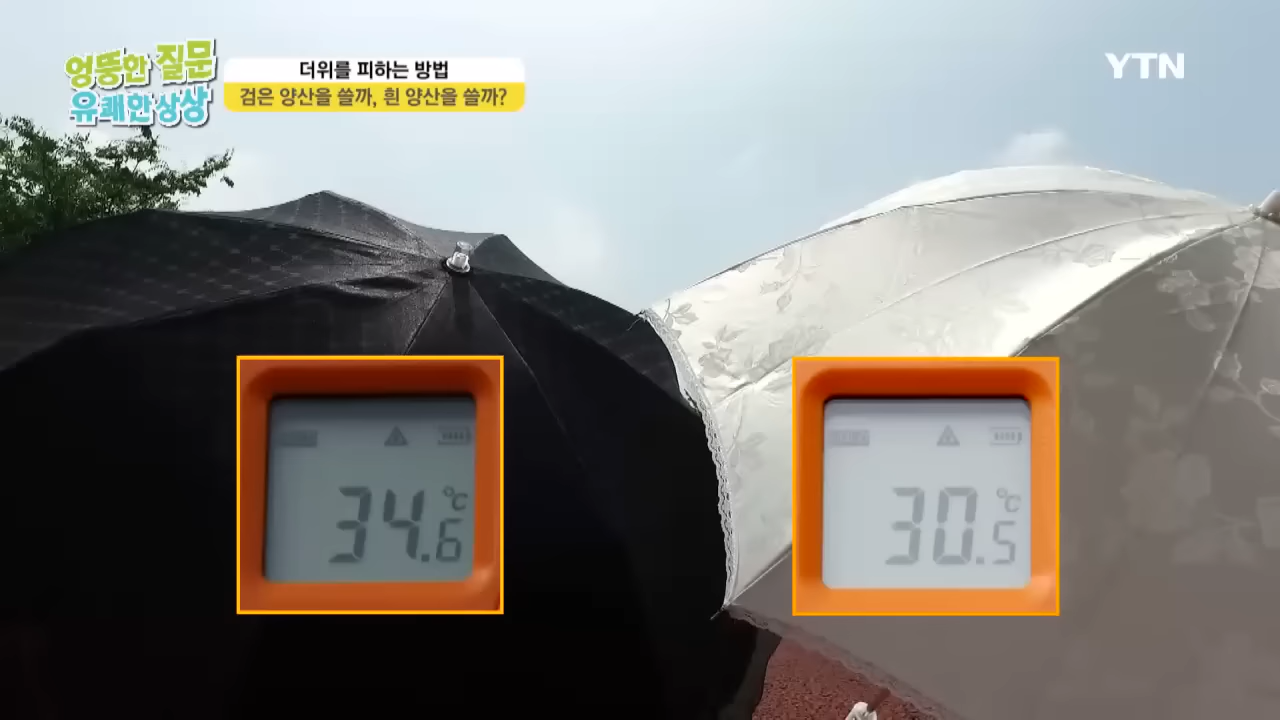 엉뚱한 질문
유쾌한 상상
더위를 피하는 방법
검은 양산을 쓸까, 흰 양산을 쓸까?
YTN
34.6 ℃
30.5 ℃